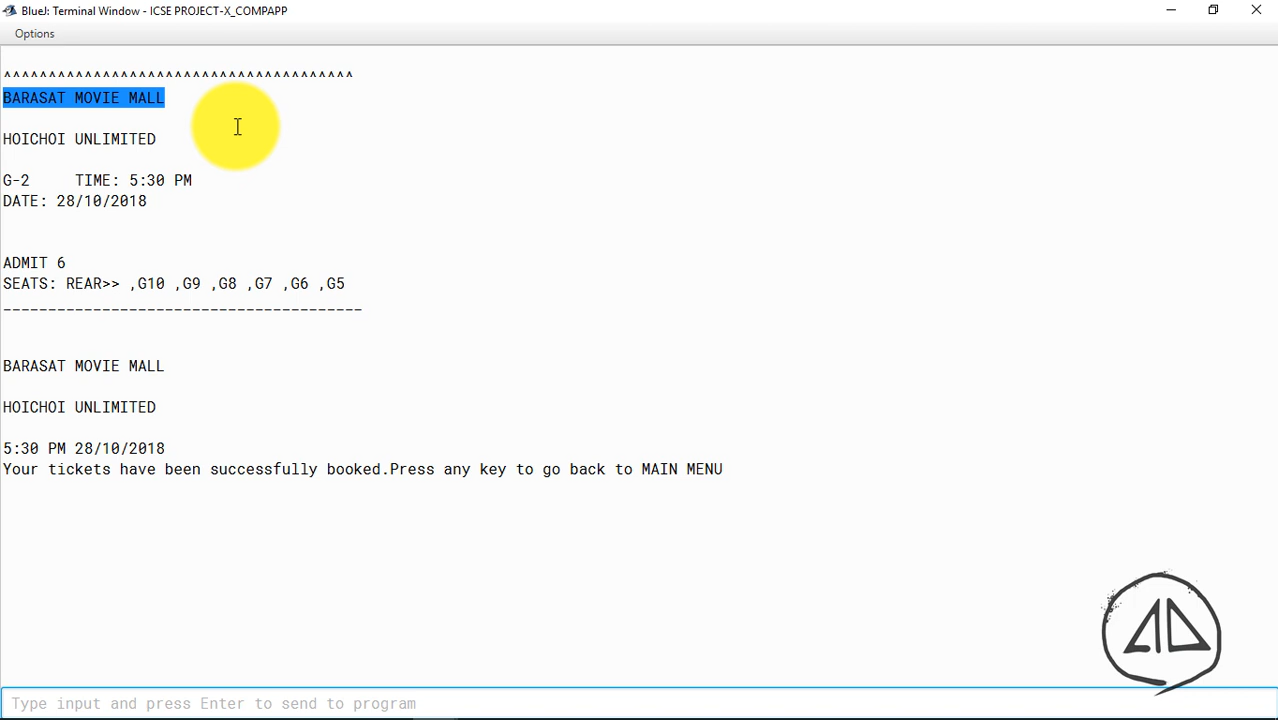 BlueJ: Terminal Window - ICSE PROJECT-X_COMPAPP
Options
^^^^^^^^^^^^^^^^^^^^^^^^^^^^^^^^^^^^^^^
BARASAT MOVIE MALL
HOICHOI UNLIMITED
G-2     TIME: 5:30 PM
DATE: 28/10/2018
ADMIT 6
SEATS: REAR>> ,G10 ,G9 ,G8 ,G7 ,G6 ,G5
----------------------------------------
BARASAT MOVIE MALL
HOICHOI UNLIMITED
5:30 PM 28/10/2018
Your tickets have been successfully booked.Press any key to go back to MAIN MENU
Type input and press Enter to send to program